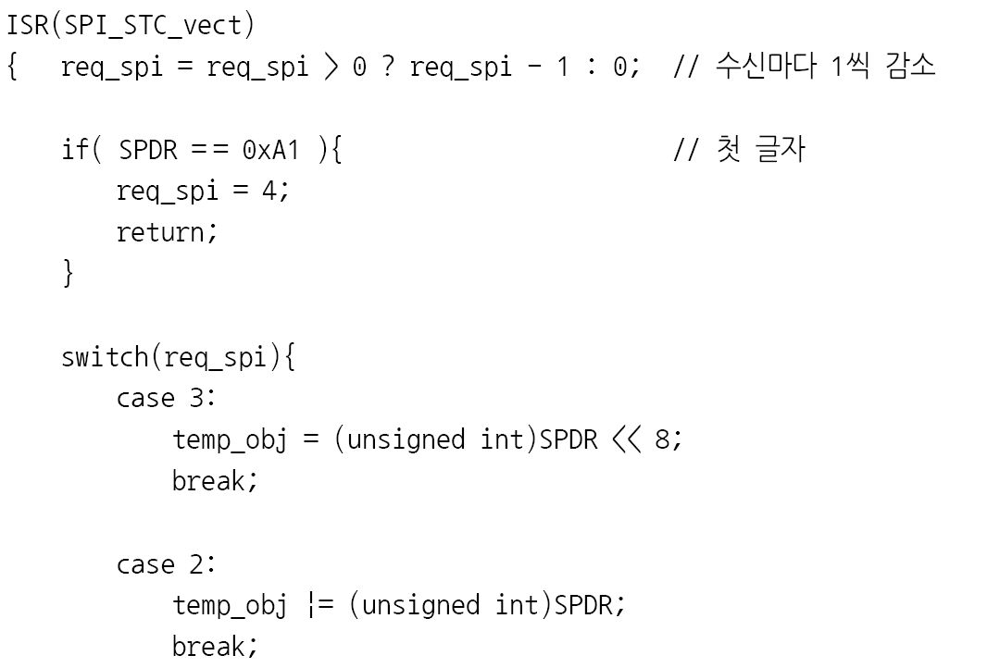 ISR(SPI_STC_vect)
{ req_spi = req_spi > 0 ? req_spi - 1 : 0; // 수신마다 1씩 감소
if( SPDR == 0xA1 ){ // 첫 글자
req_spi = 4;
return;
}
switch(req_spi){
case 3:
temp_obj = (unsigned int)SPDR << 8;
break;
case 2:
temp_obj |= (unsigned int)SPDR;
break;